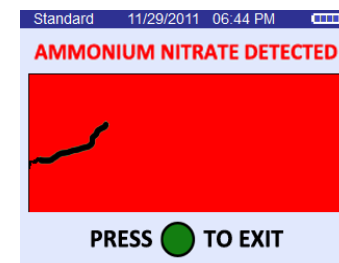 Standard 11/29/2011 06:44 PM
AMMONIUM NITRATE DETECTED
PRESS TO EXIT